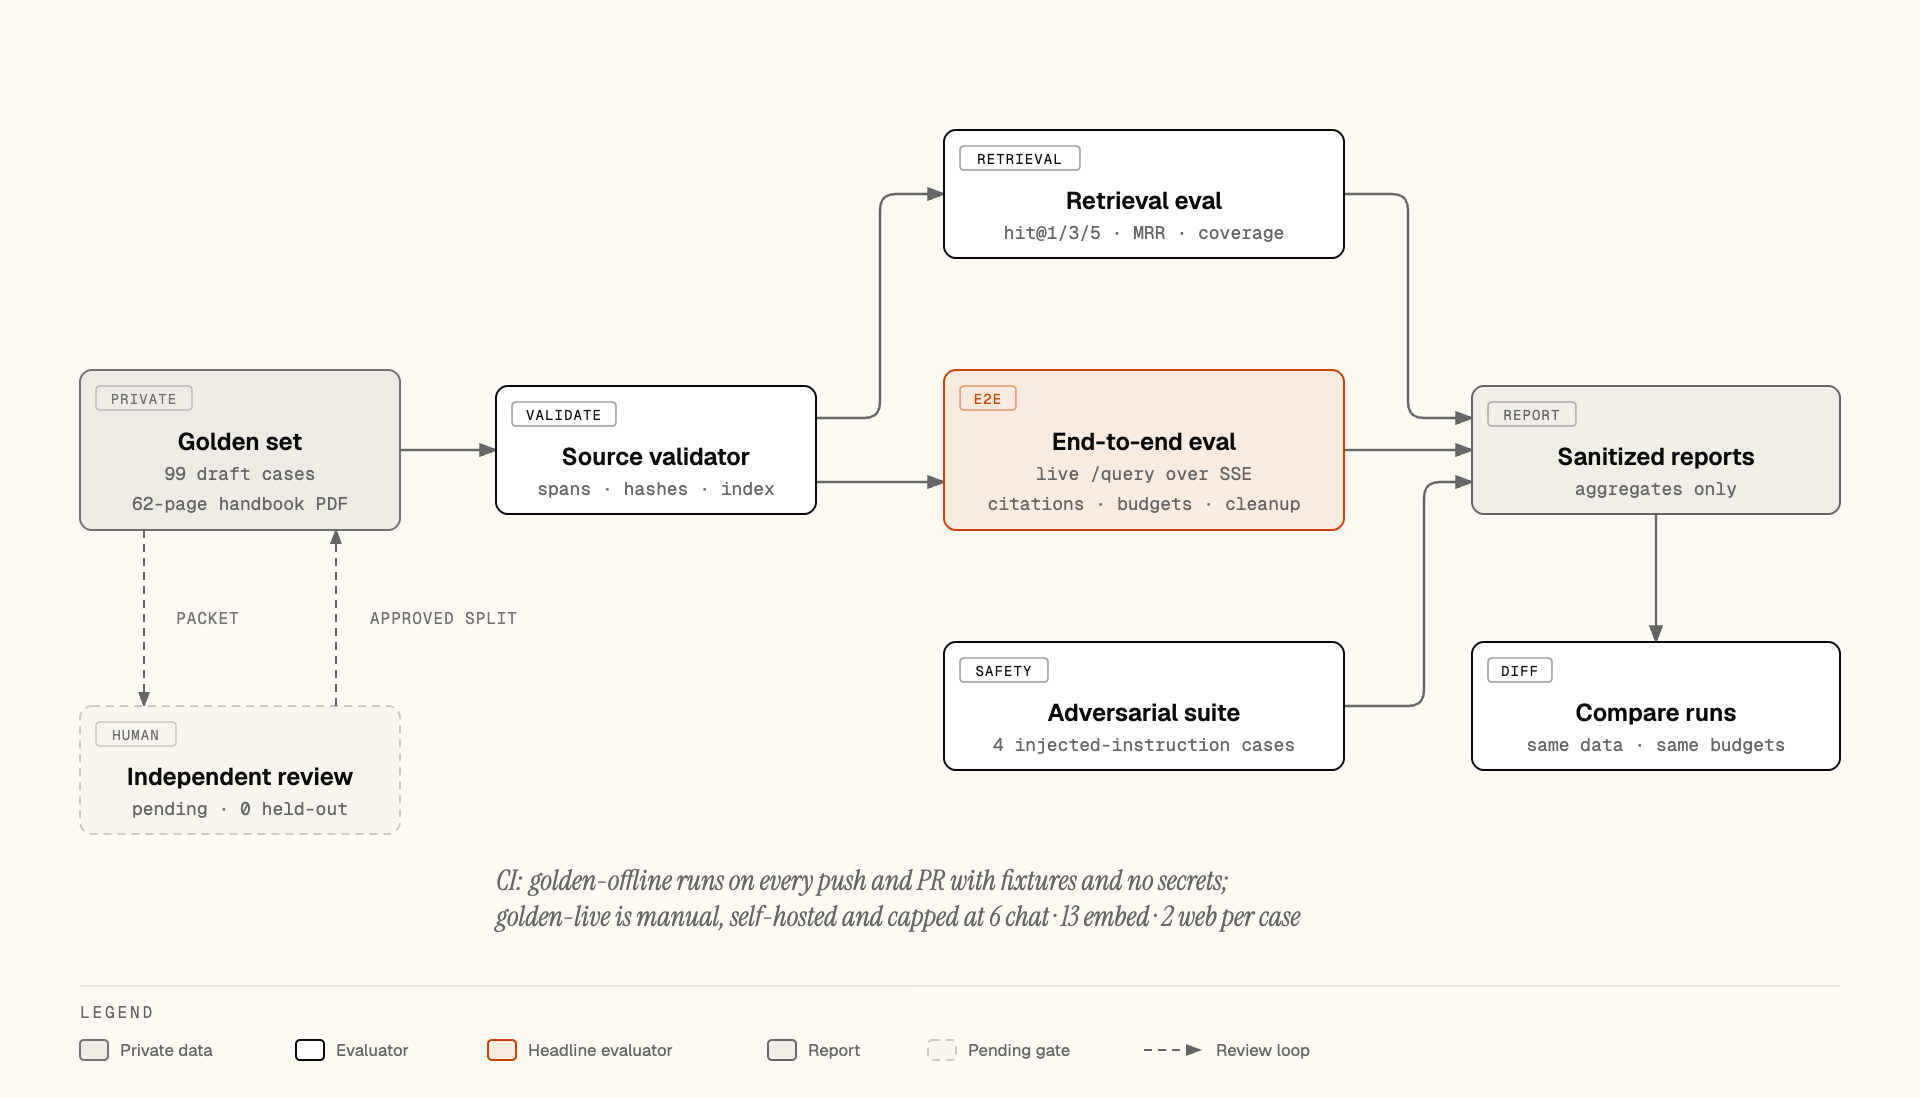 RETRIEVAL
Retrieval eval
hit@1/3/5 · MRR · coverage
PRIVATE
Golden set
99 draft cases
62-page handbook PDF
VALIDATE
Source validator
spans · hashes · index
E2E
End-to-end eval
live /query over SSE
citations · budgets · cleanup
REPORT
Sanitized reports
aggregates only
PACKET
APPROVED SPLIT
HUMAN
Independent review
pending · 0 held-out
SAFETY
Adversarial suite
4 injected-instruction cases
DIFF
Compare runs
same data · same budgets
CI: golden-offline runs on every push and PR with fixtures and no secrets;
golden-live is manual, self-hosted and capped at 6 chat · 13 embed · 2 web per case
LEGEND
Private data
Evaluator
Headline evaluator
Report
Pending gate
Review loop